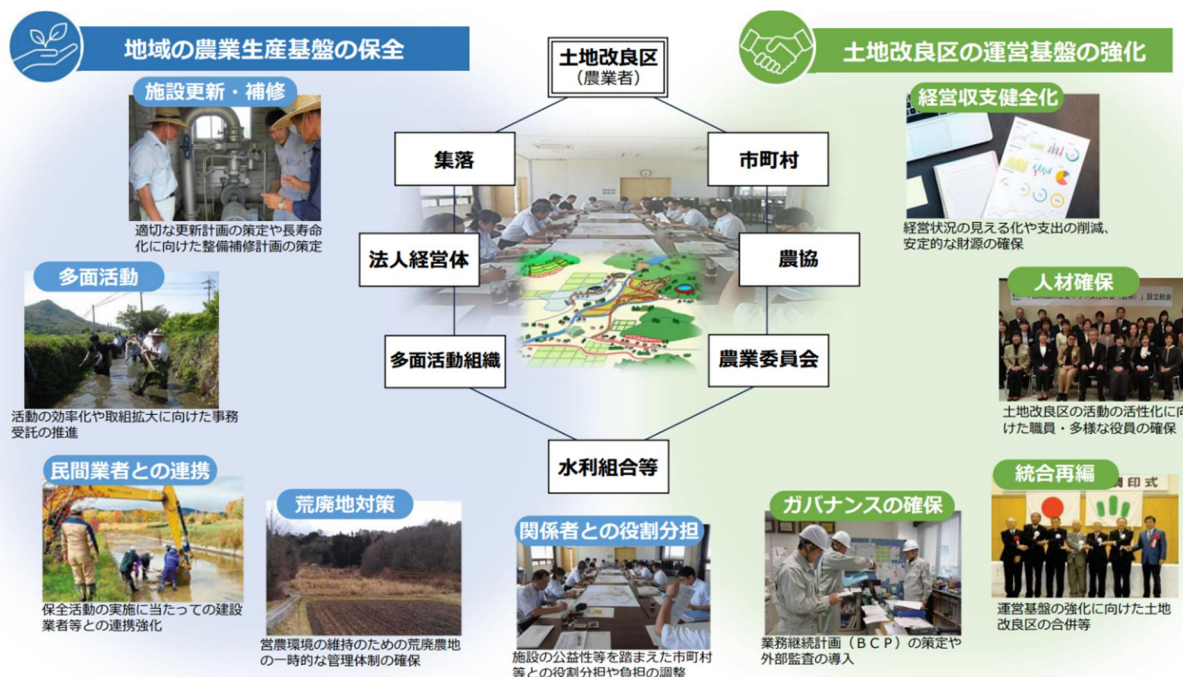 地域の農業生産基盤の保全
土地改良区
（農業者）
土地改良区の運営基盤の強化
施設更新・補修
適切な更新計画の策定や長寿命
化に向けた整備補修計画の策定
多面活動
活動の効率化や取組拡大に向けた事務
受託の推進
民間業者との連携
保全活動の実施に当たっての建設
業者等との連携強化
荒廃地対策
営農環境の維持のための荒廃農地
の一時的な管理体制の確保
集落
市町村
法人経営体
農協
多面活動組織
農業委員会
水利組合等
関係者との役割分担
施設の公益性等を踏まえた市町村
等との役割分担や負担の調整
経営収支健全化
経営状況の見える化や支出の削減、
安定的な財源の確保
人材確保
設立総会
土地改良区の活動の活性化に向
けた職員・多様な役員の確保
ガバナンスの確保
業務継続計画（ＢＣＰ）の策定や
外部監査の導入
統合再編
印式
運営基盤の強化に向けた土地
改良区の合併等